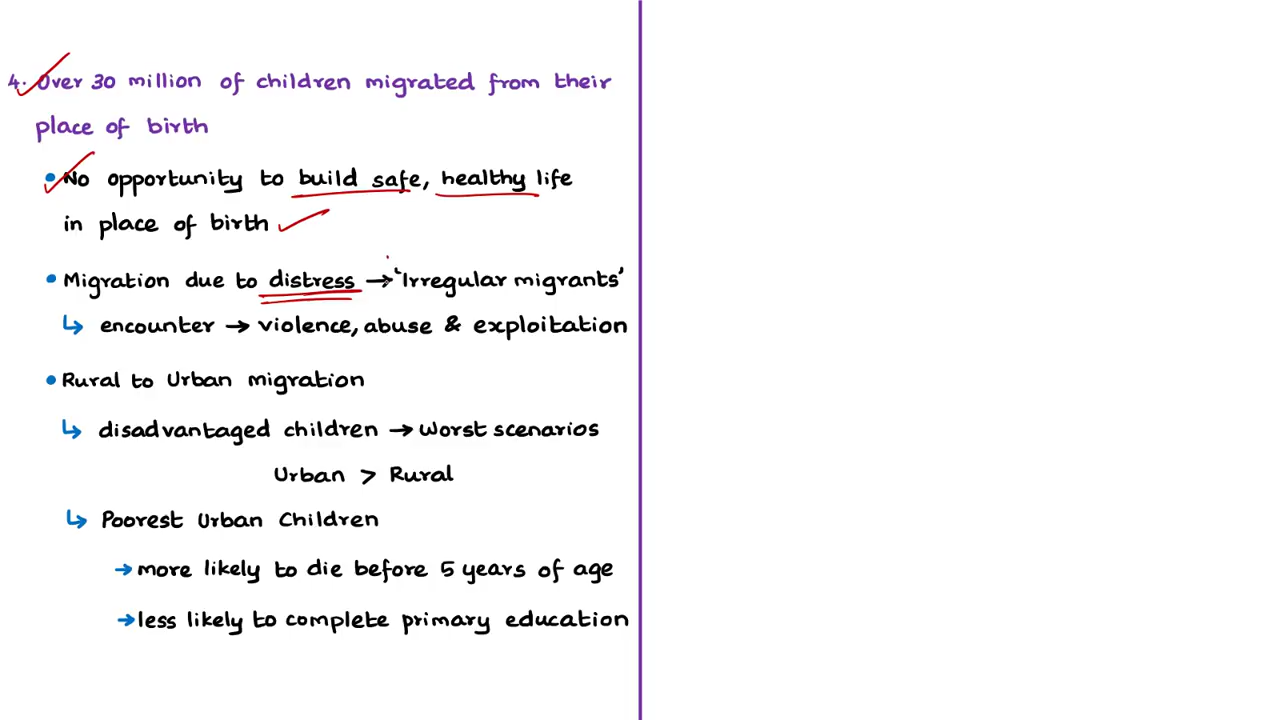 4. Over 30 million of children migrated from their
place of birth
• No opportunity to build safe, healthy life
in place of birth
• Migration due to distress → 'Irregular migrants'
↳ encounter → violence, abuse & exploitation
• Rural to Urban migration
↳ disadvantaged children → Worst scenarios
Urban > Rural
↳ Poorest Urban Children
→ more likely to die before 5 years of age
→ less likely to complete primary education